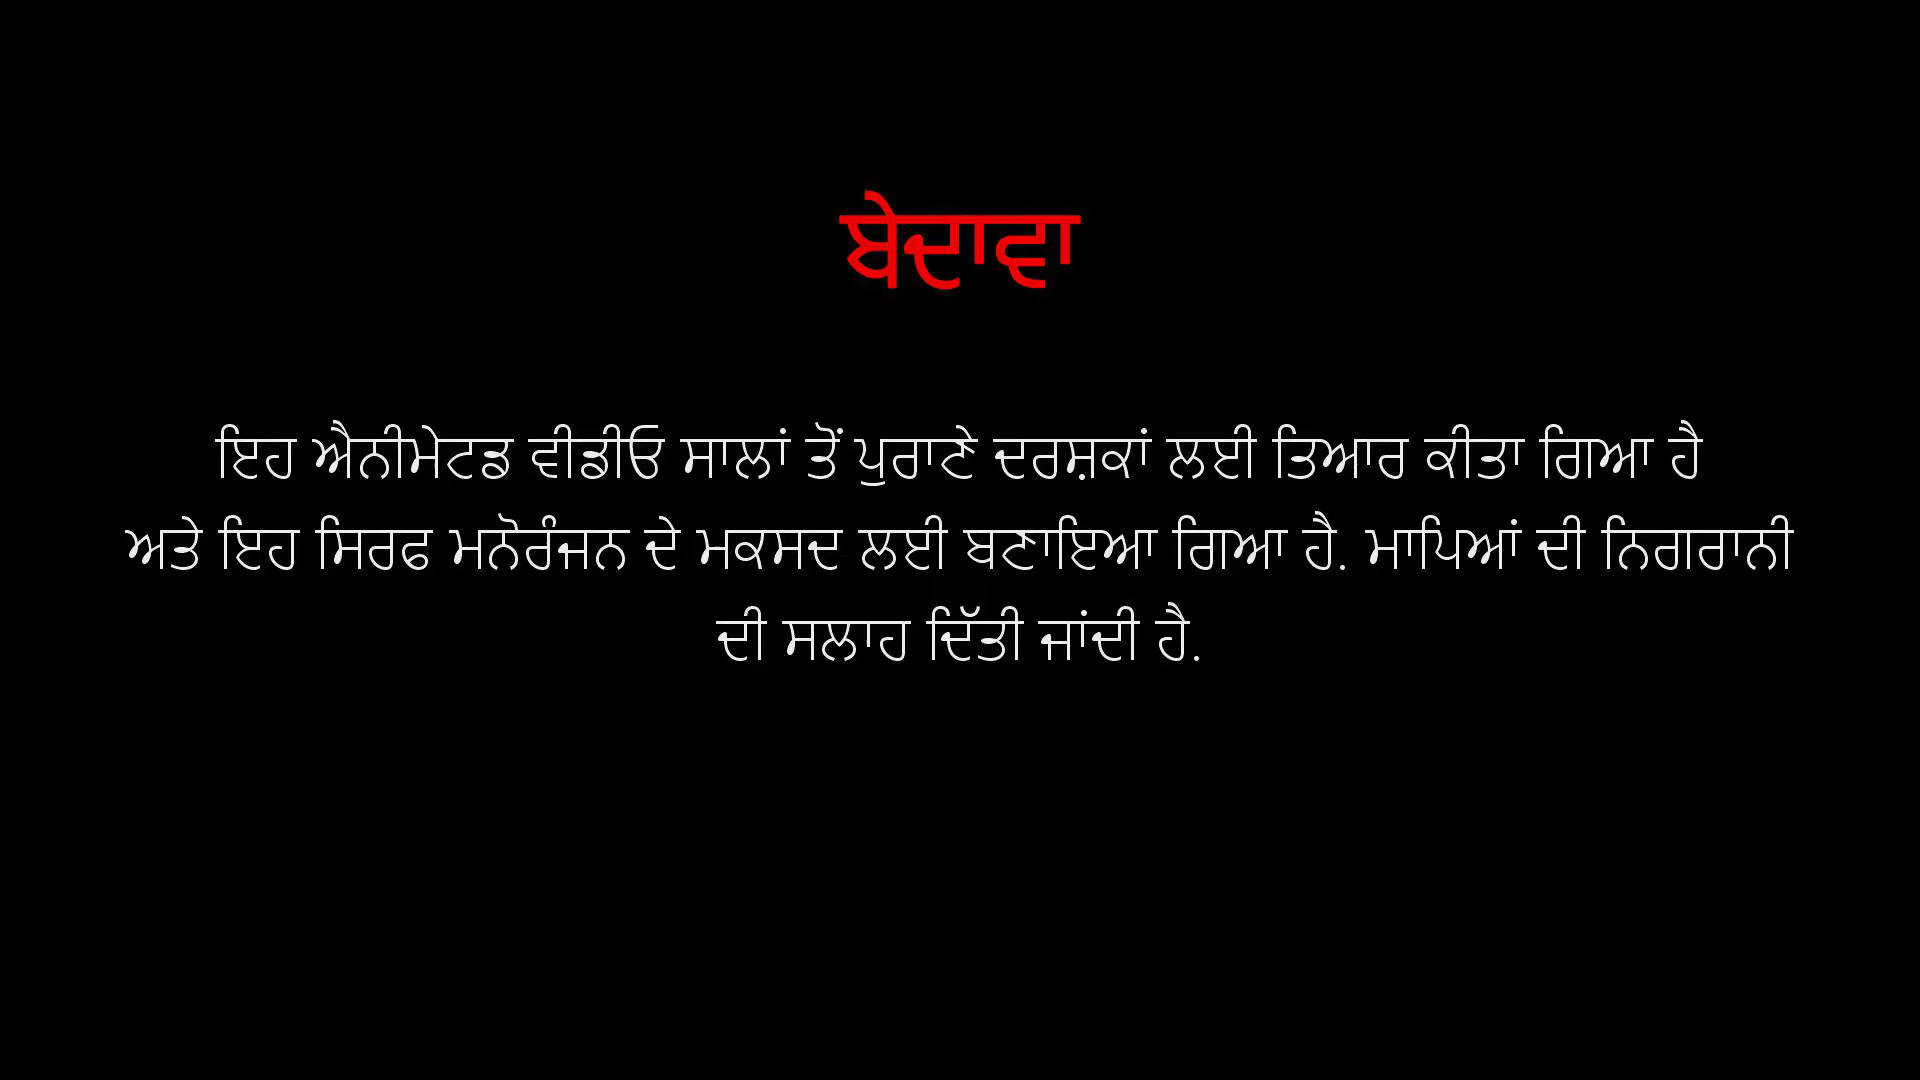 ਬੇਦਾਵਾ
ਇਹ ਐਨੀਮੇਟਡ ਵੀਡੀਓ ਸਾਲਾਂ ਤੋਂ ਪੁਰਾਣੇ ਦਰਸ਼ਕਾਂ ਲਈ ਤਿਆਰ ਕੀਤਾ ਗਿਆ ਹੈ
ਅਤੇ ਇਹ ਸਿਰਫ ਮਨੋਰੰਜਨ ਦੇ ਮਕਸਦ ਲਈ ਬਣਾਇਆ ਗਿਆ ਹੈ. ਮਾਪਿਆਂ ਦੀ ਨਿਗਰਾਨੀ
ਦੀ ਸਲਾਹ ਦਿੱਤੀ ਜਾਂਦੀ ਹੈ.